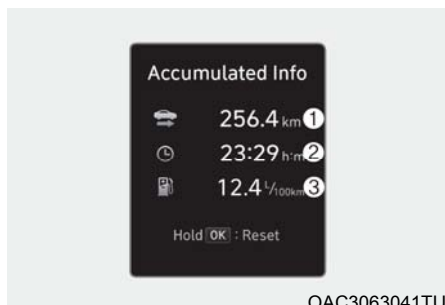 Accumulated Info
256.4 km ①
23:29 h:m ②
12.4 L/100km ③
Hold OK : Reset
OAC3063041TU